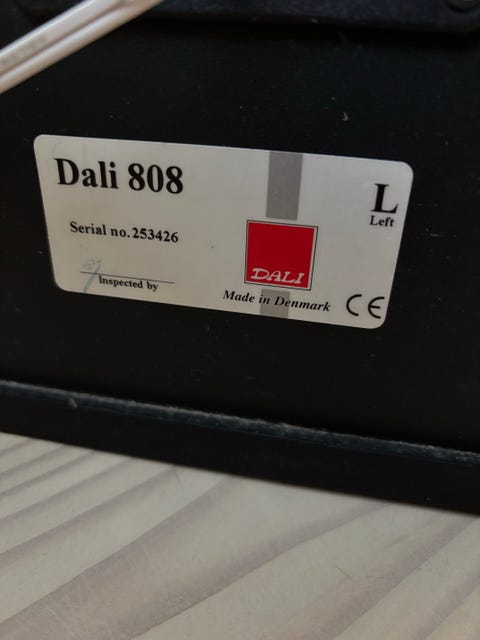 Dali 808
L
Left
Serial no. 253426
DALI
Inspected by
Made in Denmark CE